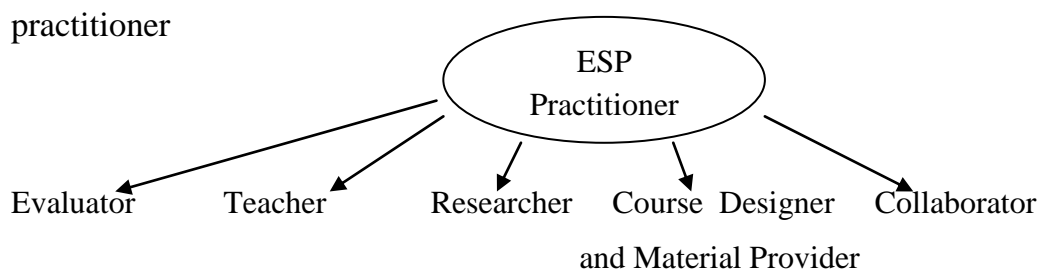 practitioner
ESP
Practitioner
Evaluator Teacher Researcher Course Designer Collaborator
and Material Provider